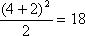 (4 + 2)² / 2 = 18